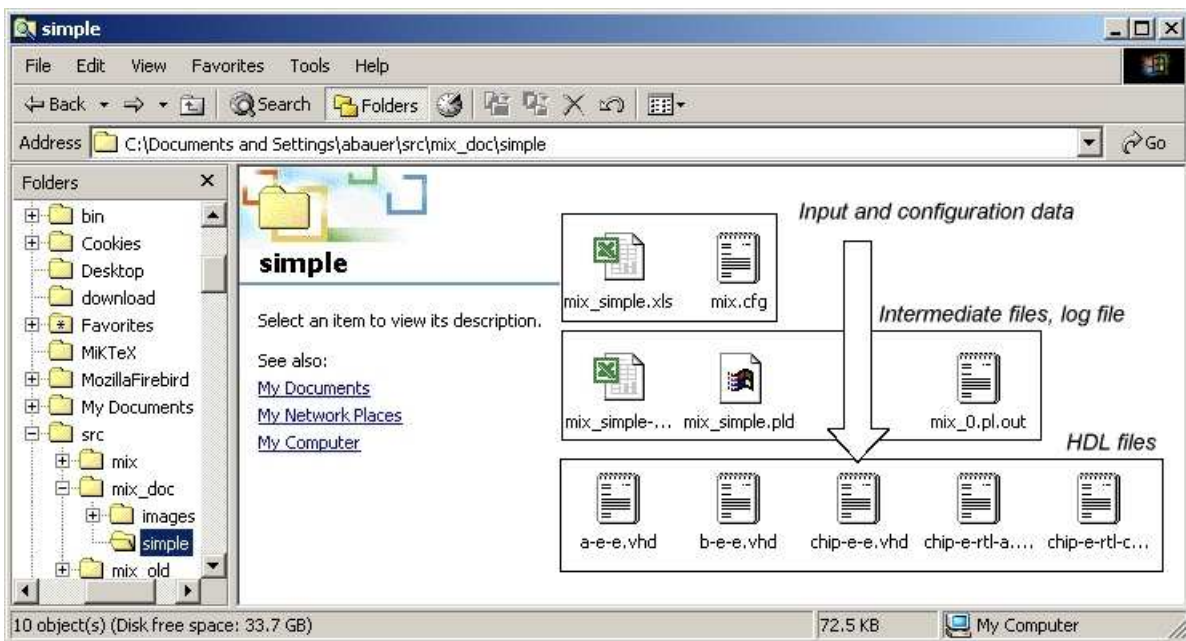 simple
File Edit View Favorites Tools Help
Back Search Folders
Address C:\Documents and Settings\abauer\src\mix_doc\simple Go
Folders
bin
Cookies
Desktop
download
Favorites
MiKTeX
MozillaFirebird
My Documents
src
mix
mix_doc
images
simple
mix_old
simple
Select an item to view its description.
See also:
My Documents
My Network Places
My Computer
Input and configuration data
mix_simple.xls mix.cfg
Intermediate files, log file
mix_simple-... mix_simple.pld mix_0.pl.out
HDL files
a-e-e.vhd b-e-e.vhd chip-e-e.vhd chip-e-rtl-a.... chip-e-rtl-c...
10 object(s) (Disk free space: 33.7 GB) 72.5 KB My Computer